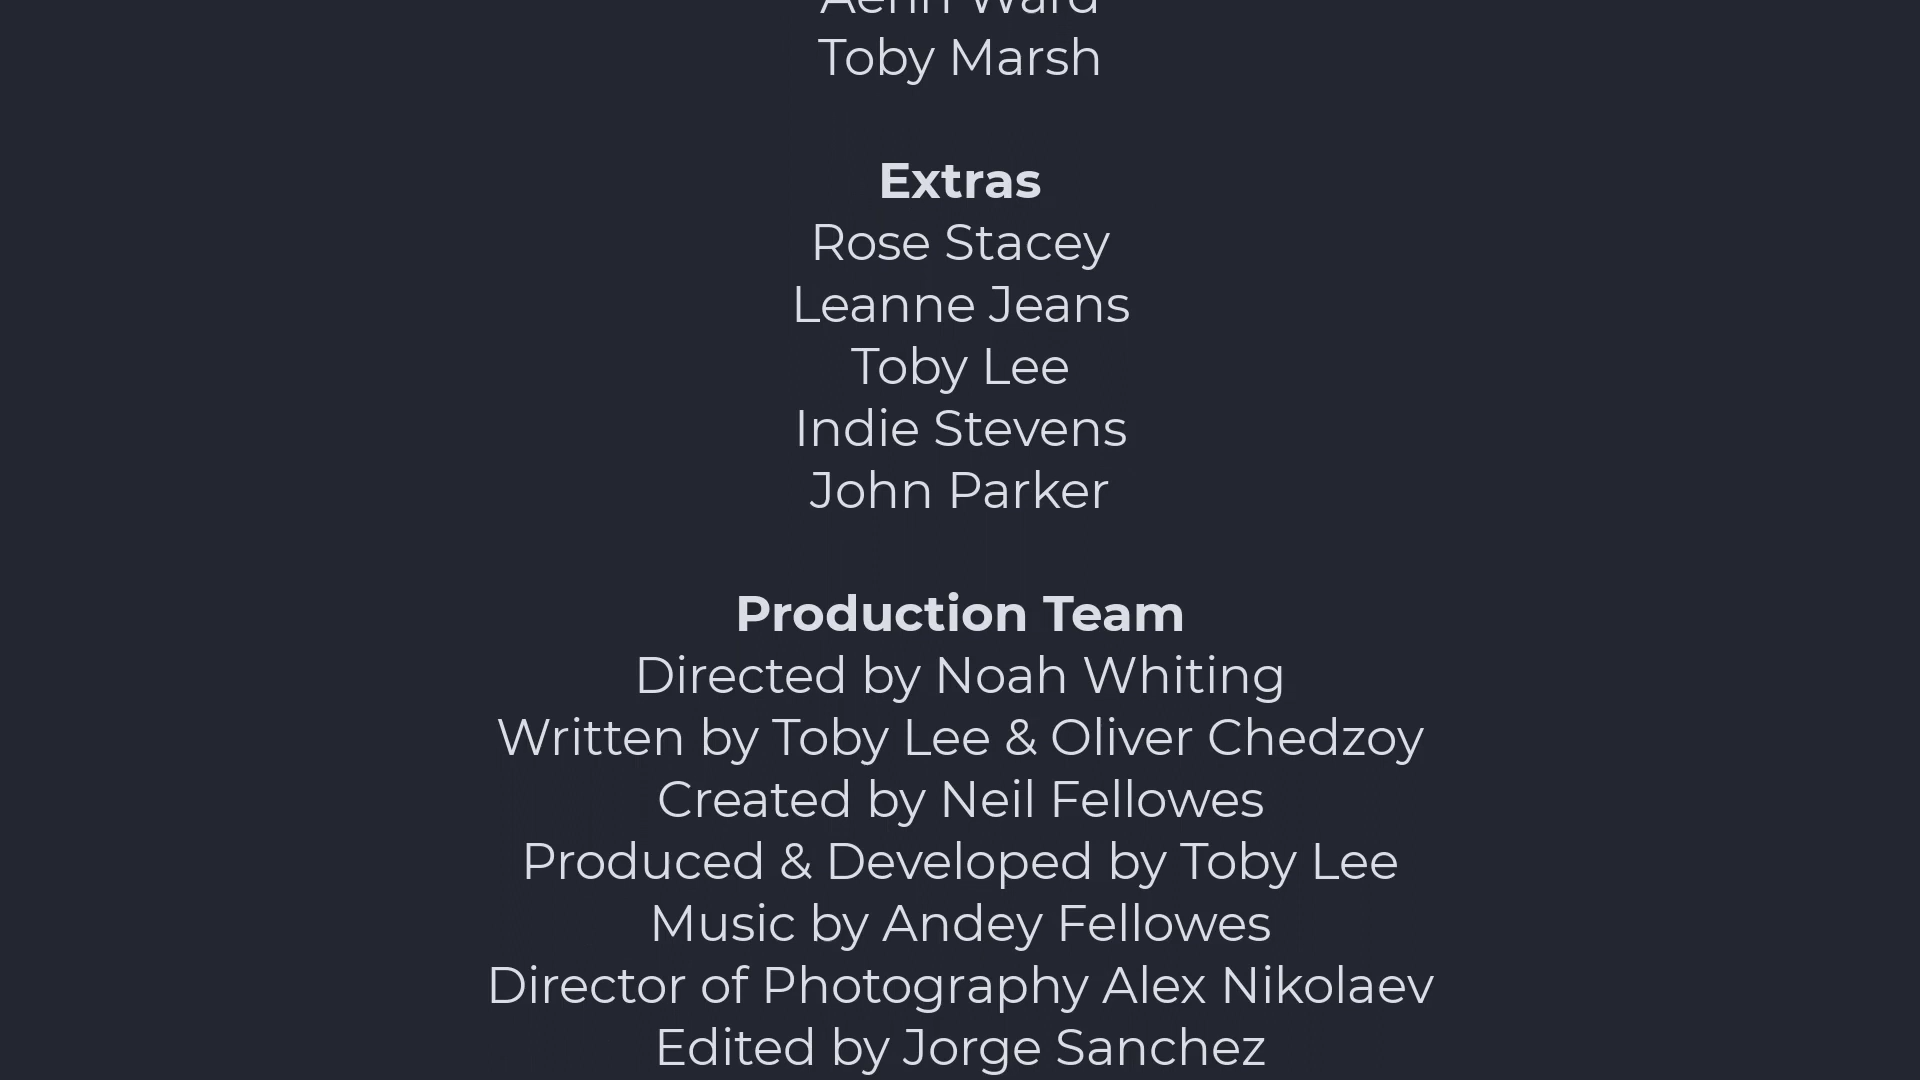 Ward
Toby Marsh
Extras
Rose Stacey
Leanne Jeans
Toby Lee
Indie Stevens
John Parker
Production Team
Directed by Noah Whiting
Written by Toby Lee & Oliver Chedzoy
Created by Neil Fellowes
Produced & Developed by Toby Lee
Music by Andey Fellowes
Director of Photography Alex Nikolaev
Edited by Jorge Sanchez